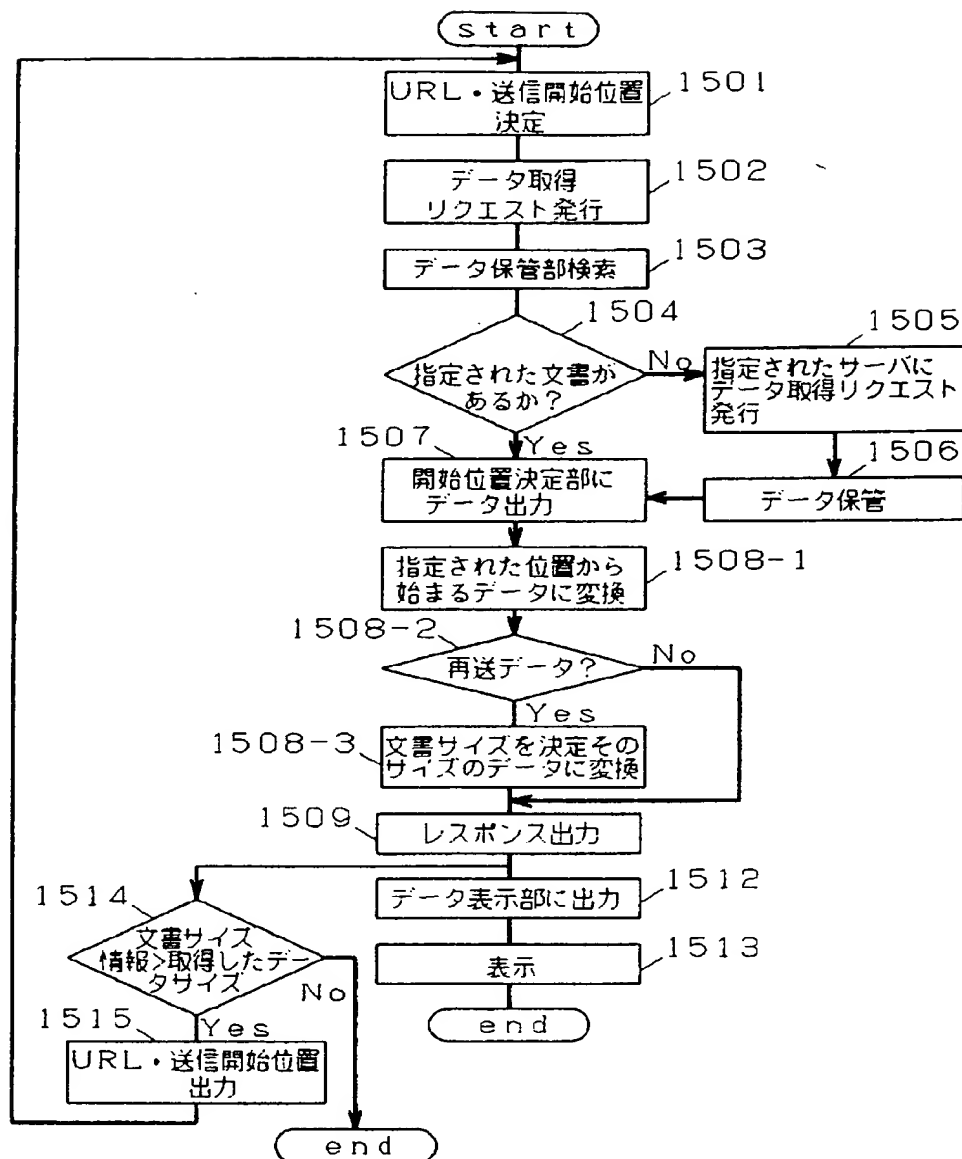 start
URL・送信開始位置
決定
1501
データ取得
リクエスト発行
1502
データ保管部検索
1503
1504
指定された文書が
あるか?
No
1505
指定されたサーバに
データ取得リクエスト
発行
Yes
1506
データ保管
1507
開始位置決定部に
データ出力
指定された位置から
始まるデータに変換
1508-1
1508-2
再送データ?
No
Yes
1508-3
文書サイズを決定その
サイズのデータに変換
1509
レスポンス出力
データ表示部に出力
1512
表示
1513
end
1514
文書サイズ
情報>取得したデー
タサイズ
No
Yes
1515
URL・送信開始位置
出力
end